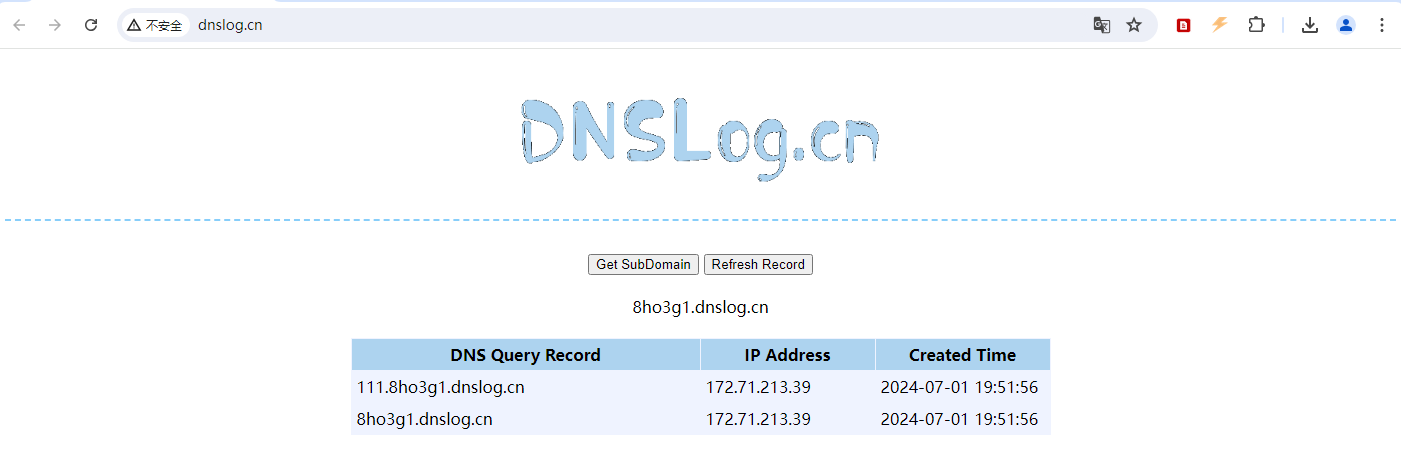 不安全 dnslog.cn
DNSLog.cn
Get SubDomain Refresh Record
8ho3g1.dnslog.cn
DNS Query Record IP Address Created Time
111.8ho3g1.dnslog.cn 172.71.213.39 2024-07-01 19:51:56
8ho3g1.dnslog.cn 172.71.213.39 2024-07-01 19:51:56